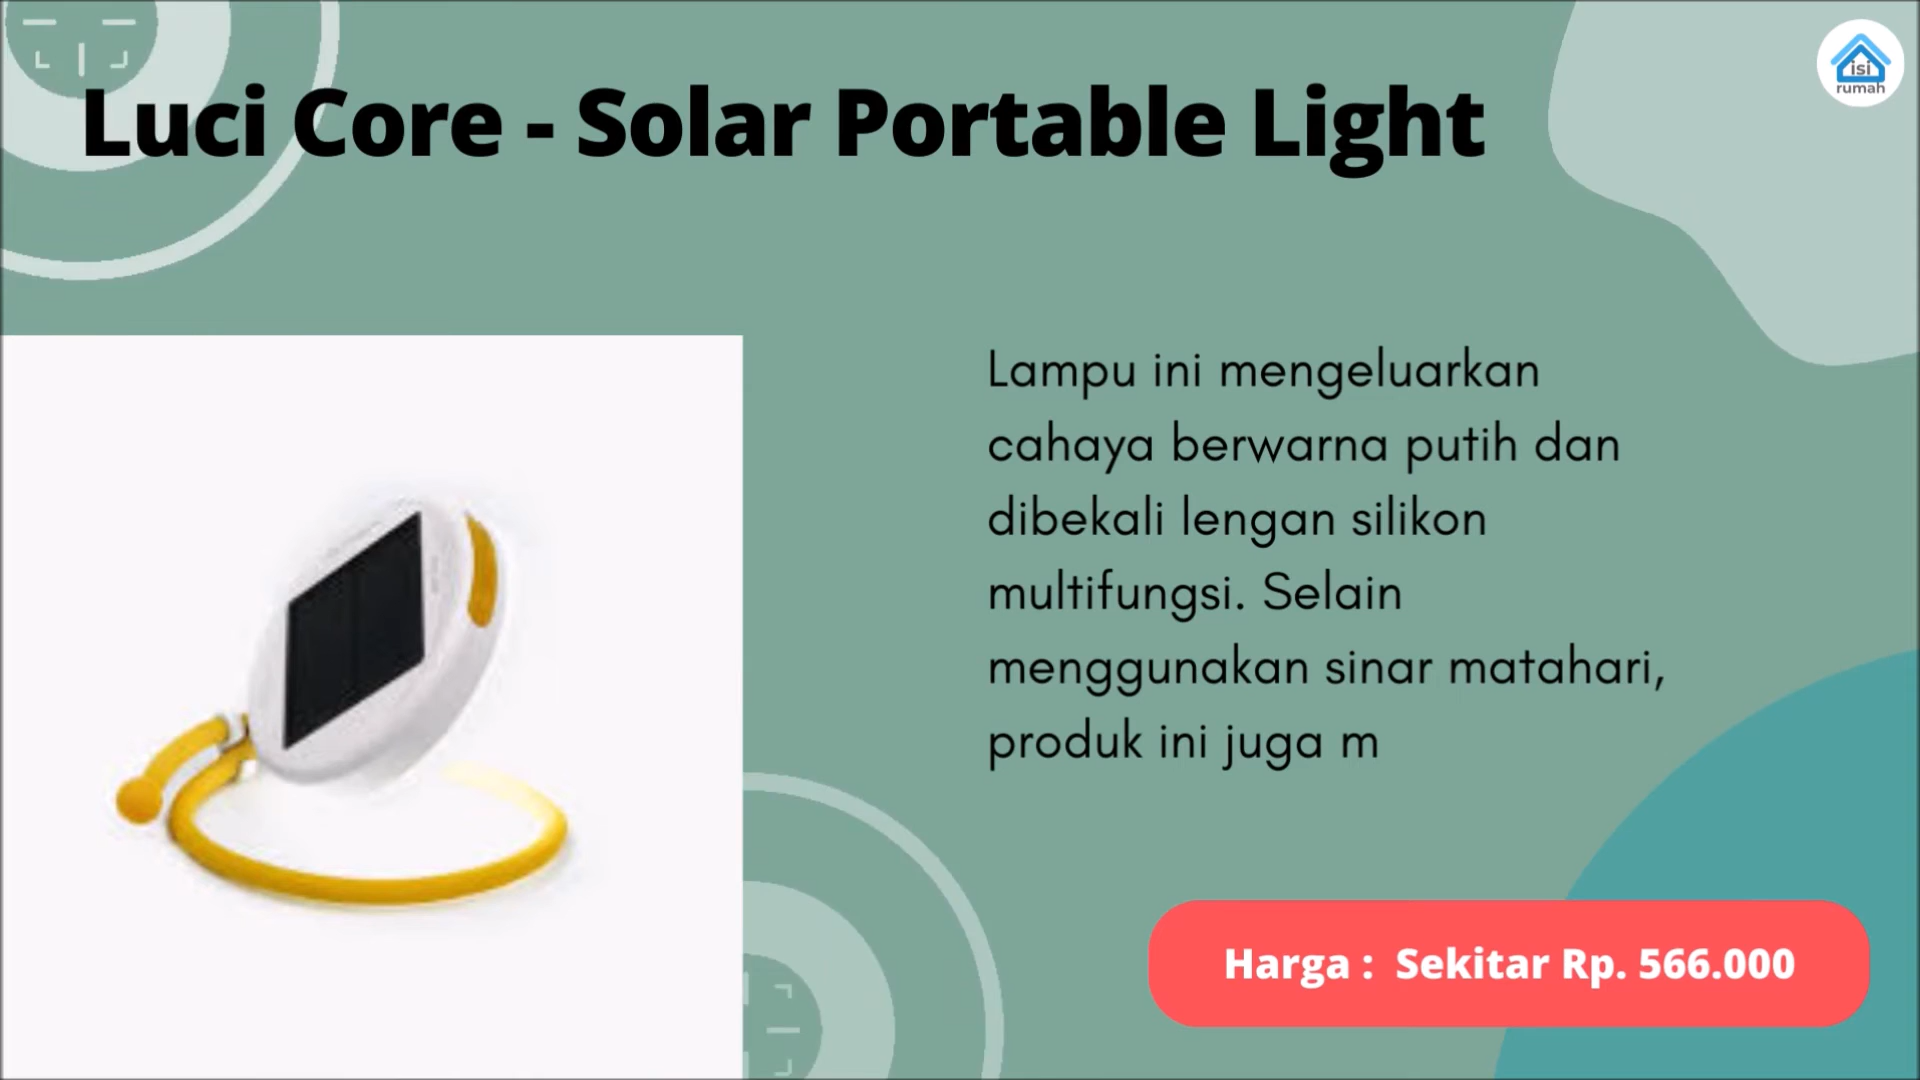 isi
rumah
Luci Core - Solar Portable Light
Lampu ini mengeluarkan
cahaya berwarna putih dan
dibekali lengan silikon
multifungsi. Selain
menggunakan sinar matahari,
produk ini juga m
Harga : Sekitar Rp. 566.000